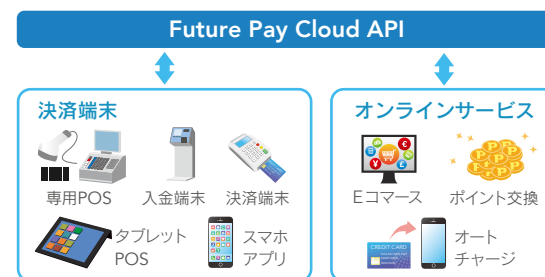 Future Pay Cloud API
決済端末
専用POS
入金端末
決済端末
タブレット
POS
スマホ
アプリ
オンラインサービス
Eコマース
ポイント交換
CREDIT CARD
オート
チャージ